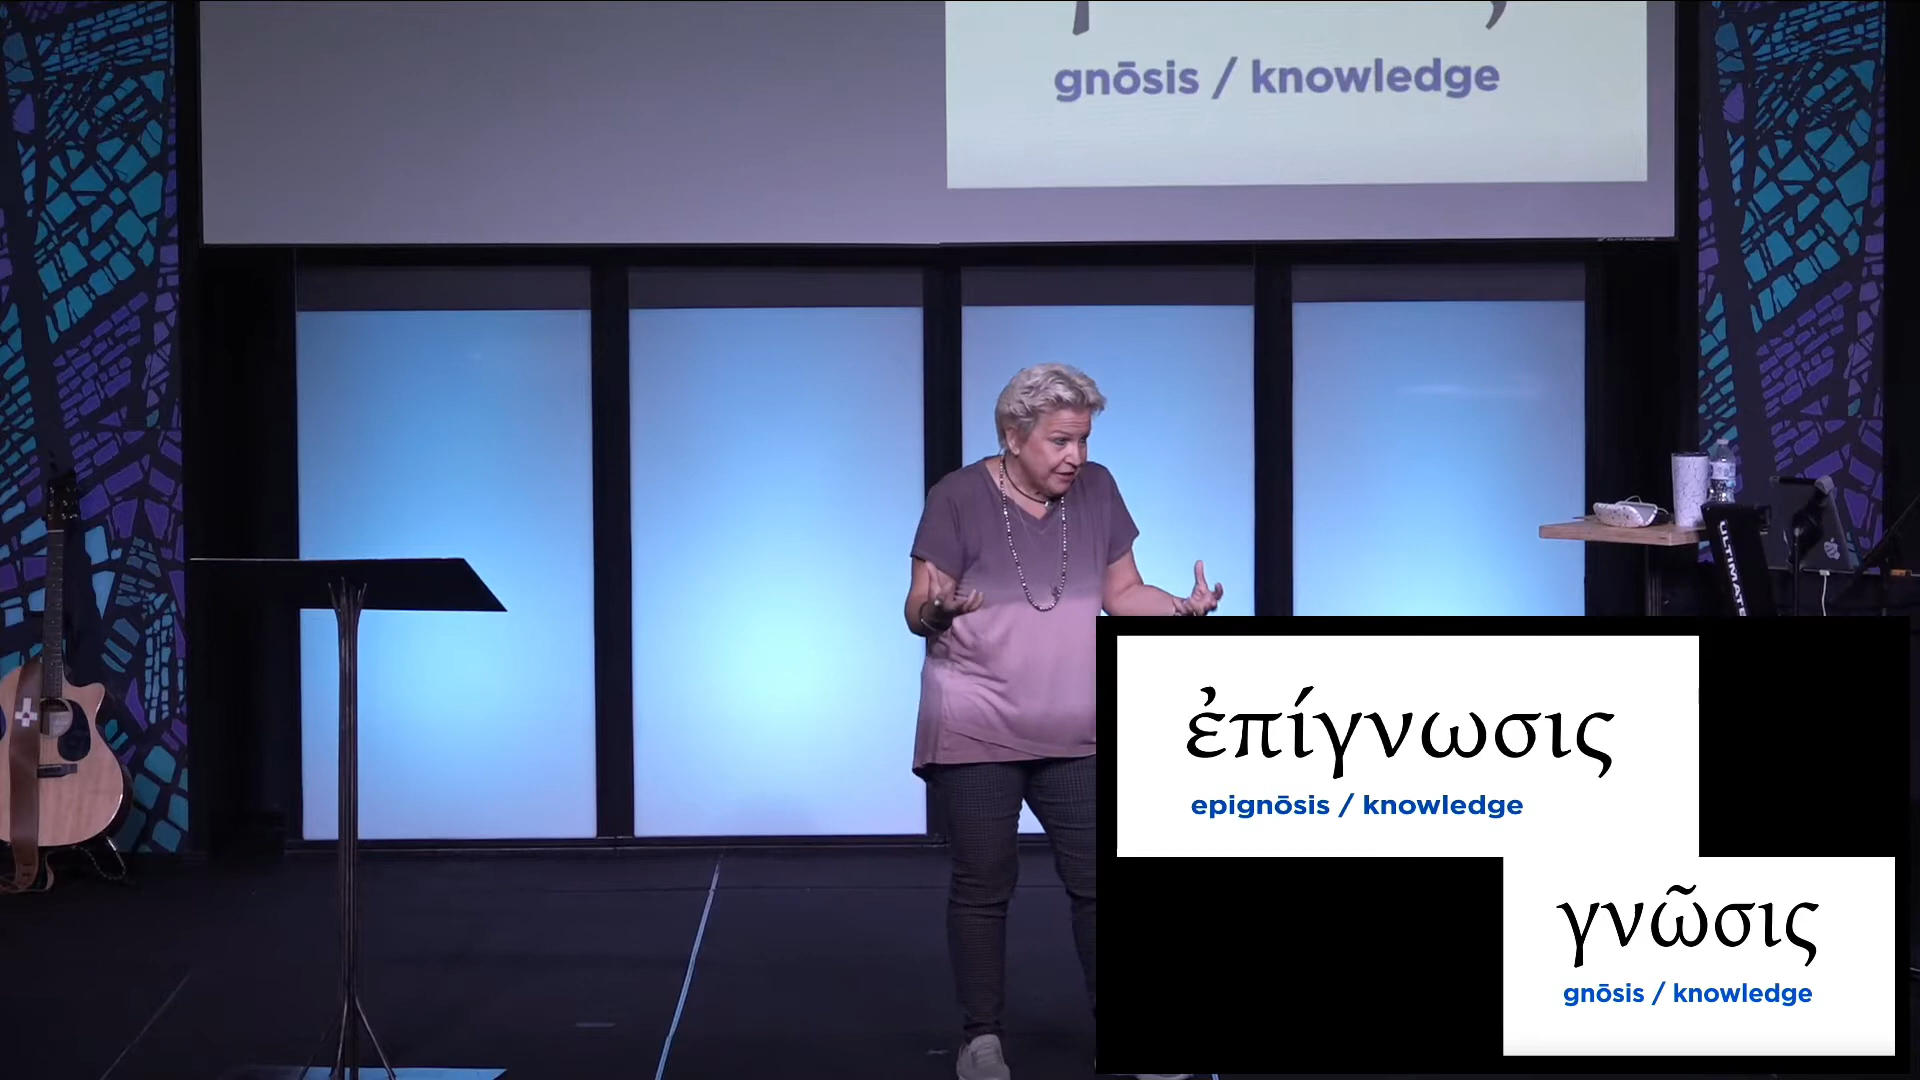 gnōsis / knowledge
ULTIMATE
ἐπίγνωσις
epignōsis / knowledge
γνῶσις
gnōsis / knowledge